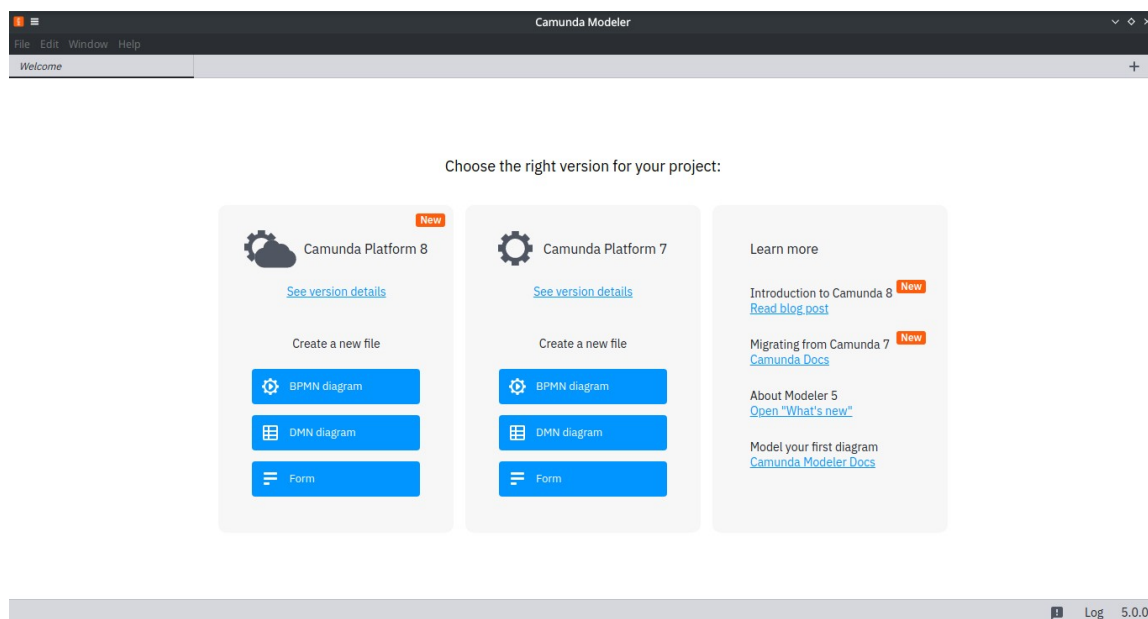 Camunda Modeler
File Edit Window Help
Welcome
Choose the right version for your project:
New
Camunda Platform 8
See version details
Create a new file
BPMN diagram
DMN diagram
Form
Camunda Platform 7
See version details
Create a new file
BPMN diagram
DMN diagram
Form
Learn more
Introduction to Camunda 8 New
Read blog post
Migrating from Camunda 7 New
Camunda Docs
About Modeler 5
Open "What's new"
Model your first diagram
Camunda Modeler Docs
Log 5.0.0